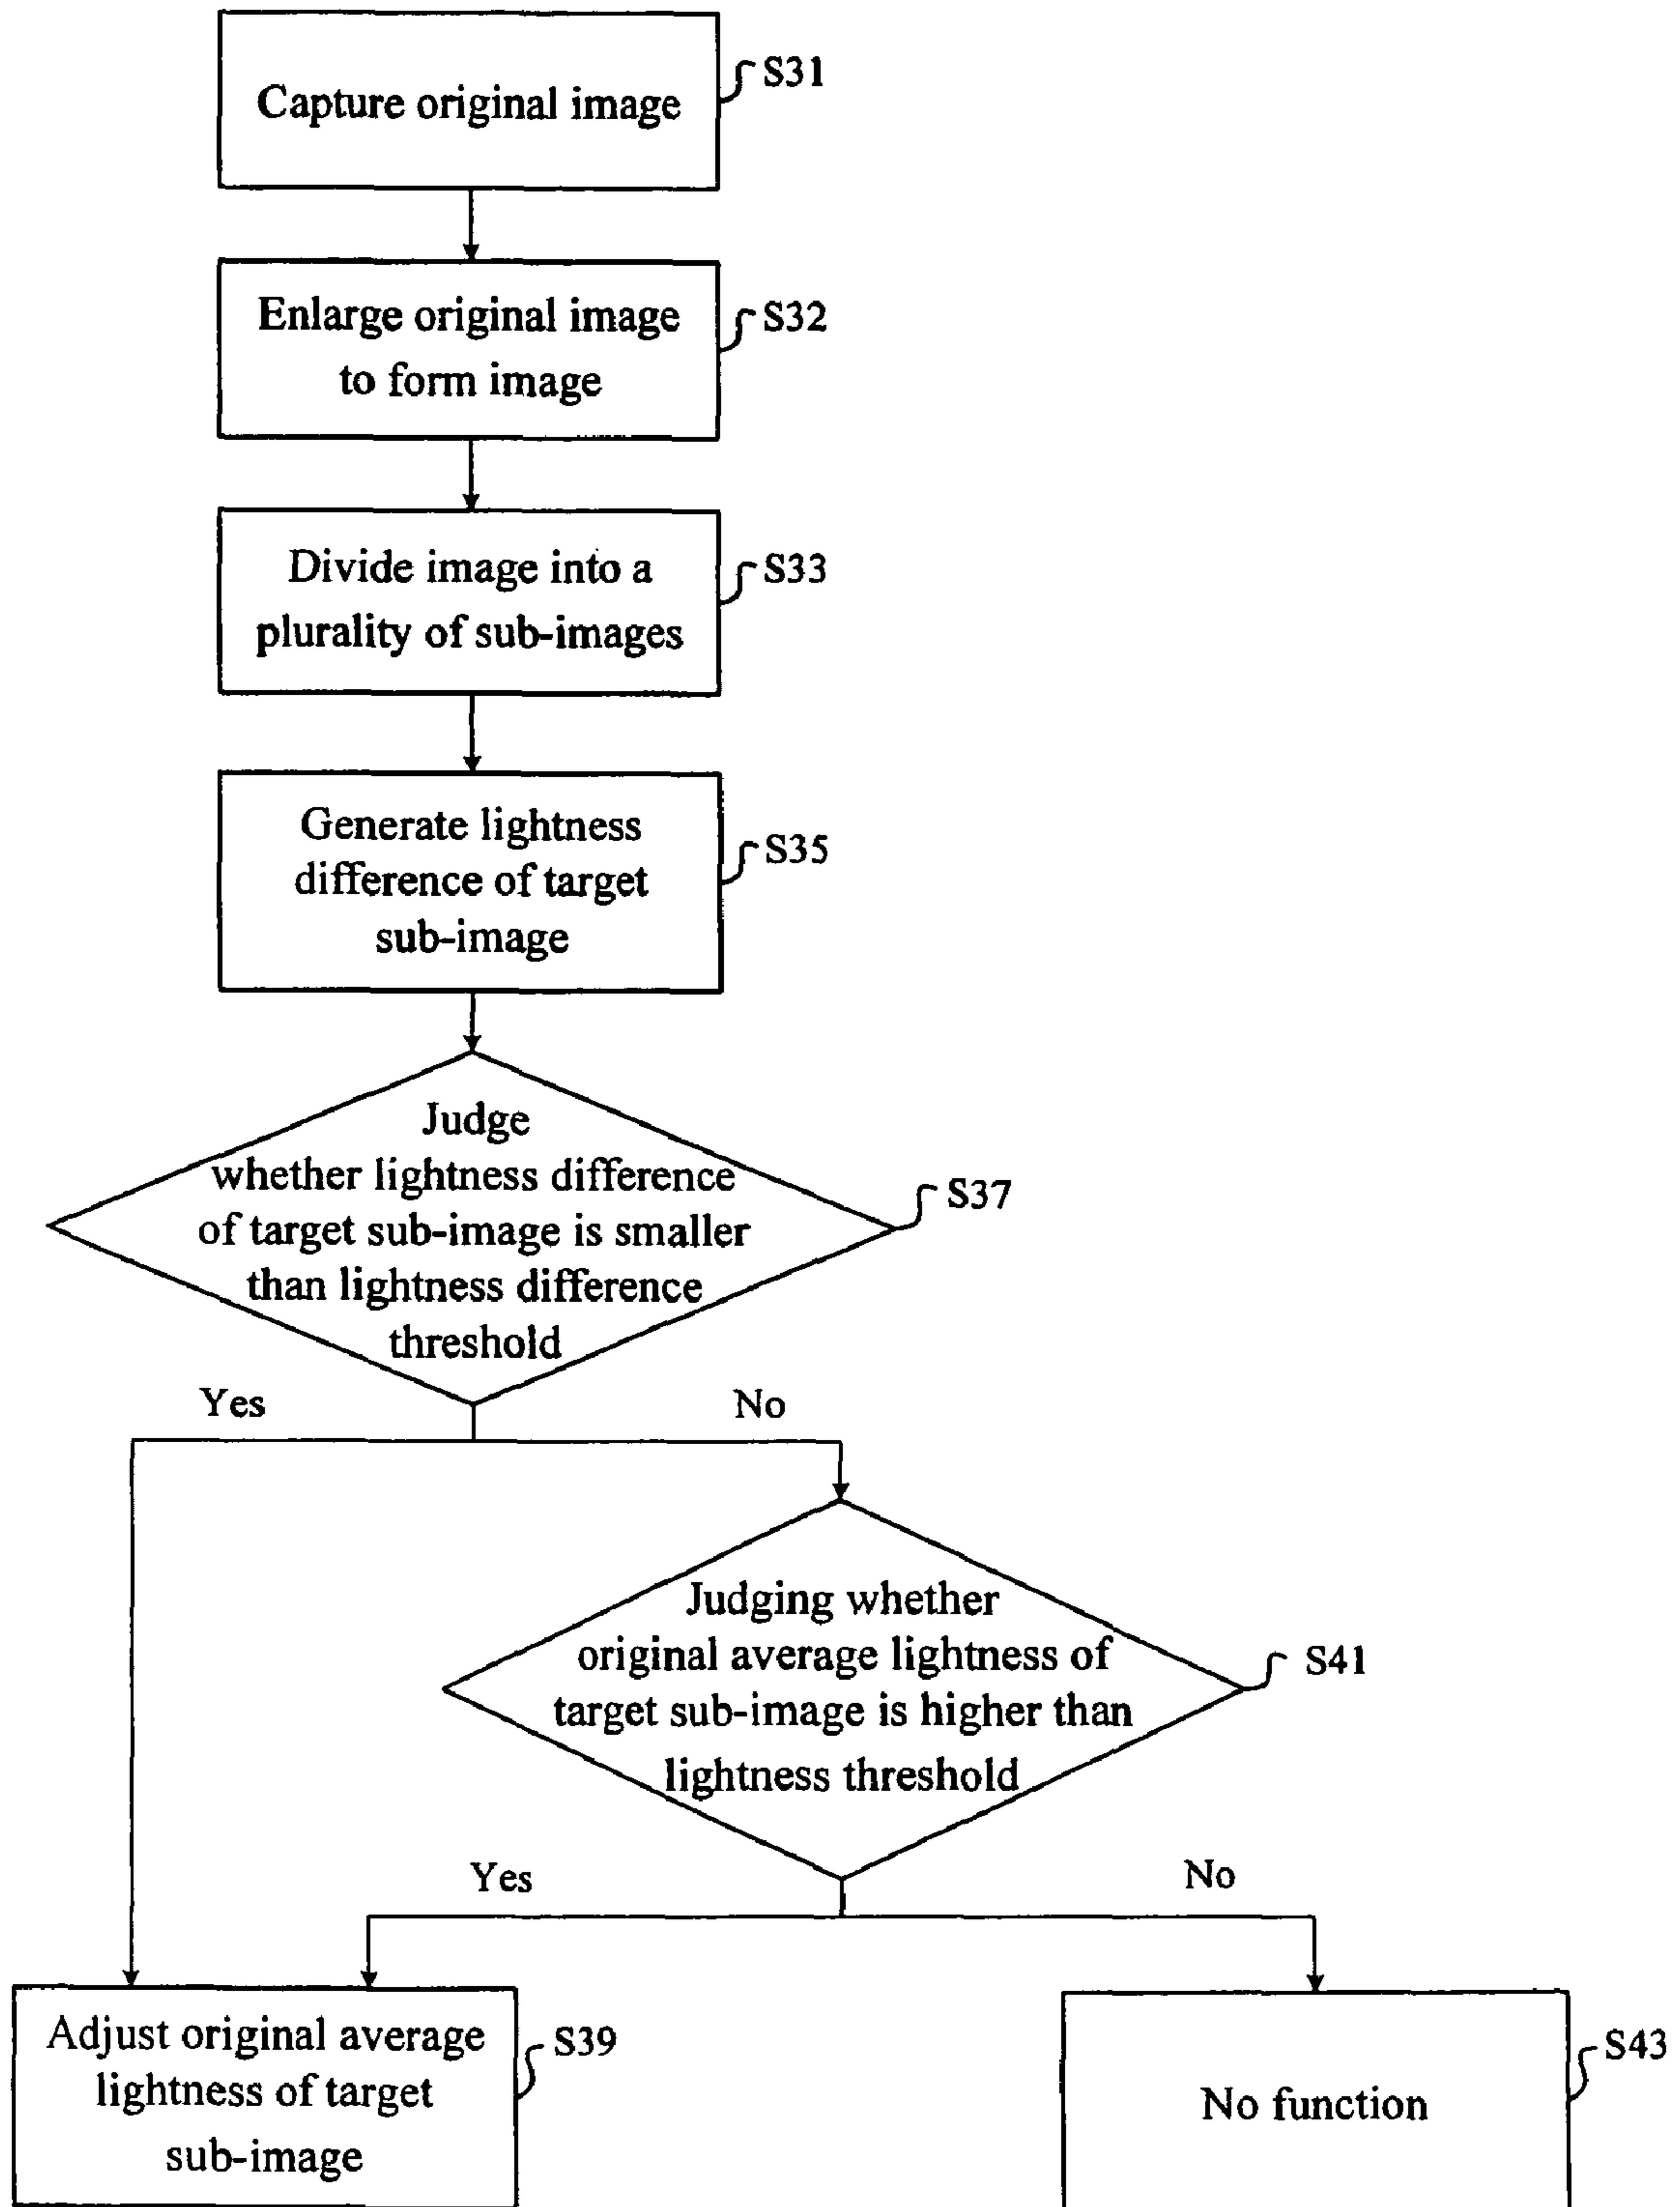 Capture original image
S31
Enlarge original image
to form image
S32
Divide image into a
plurality of sub-images
S33
Generate lightness
difference of target
sub-image
S35
Judge
whether lightness difference
of target sub-image is smaller
than lightness difference
threshold
S37
Yes
No
Judging whether
original average lightness of
target sub-image is higher than
lightness threshold
S41
Yes
No
Adjust original average
lightness of target
sub-image
S39
No function
S43